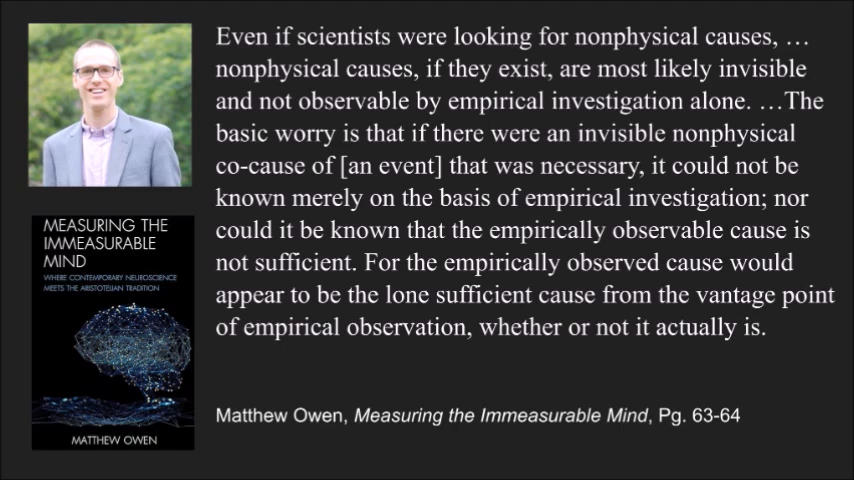 Even if scientists were looking for nonphysical causes, …
nonphysical causes, if they exist, are most likely invisible
and not observable by empirical investigation alone. …The
basic worry is that if there were an invisible nonphysical
co-cause of [an event] that was necessary, it could not be
known merely on the basis of empirical investigation; nor
could it be known that the empirically observable cause is
not sufficient. For the empirically observed cause would
appear to be the lone sufficient cause from the vantage point
of empirical observation, whether or not it actually is.
MEASURING THE
IMMEASURABLE
MIND
WHERE CONTEMPORARY NEUROSCIENCE
MEETS THE ARISTOTELIAN TRADITION
MATTHEW OWEN
Matthew Owen, Measuring the Immeasurable Mind, Pg. 63-64